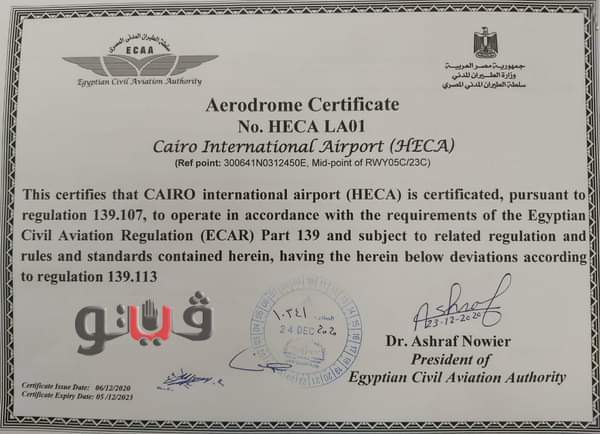 سلطة الطيران المدنى المصرى
ECAA
Egyptian Civil Aviation Authority
جمهورية مصر العربية
وزارة الطيران المدني
سلطة الطيران المدني المصري
Aerodrome Certificate
No. HECA LA01
Cairo International Airport (HECA)
(Ref point: 300641N0312450E, Mid-point of RWY05C/23C)
This certifies that CAIRO international airport (HECA) is certificated, pursuant to
regulation 139.107, to operate in accordance with the requirements of the Egyptian
Civil Aviation Regulation (ECAR) Part 139 and subject to related regulation and
rules and standards contained herein, having the herein below deviations according
to regulation 139.113
ڤيتو
١٠٣٤١
24 DEC 2020
Ashraf
23-12-2020
Dr. Ashraf Nowier
President of
Egyptian Civil Aviation Authority
Certificate Issue Date: 06/12/2020
Certificate Expiry Date: 05/12/2023